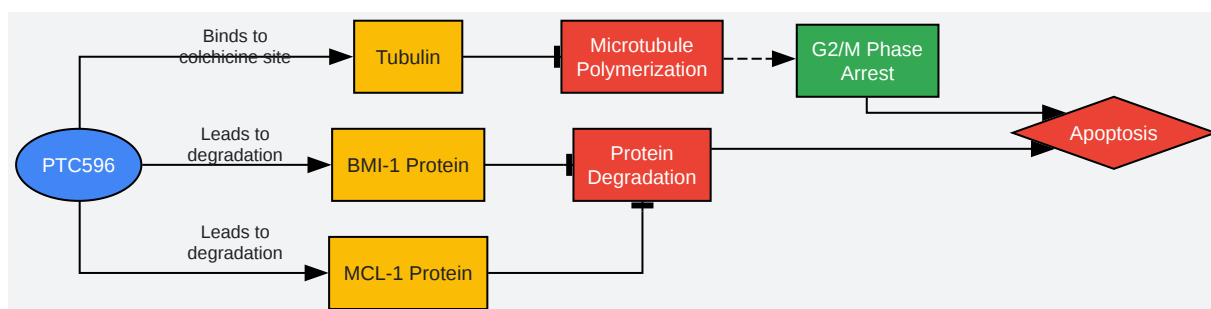 Binds to
colchicine site
Tubulin
Microtubule
Polymerization
G2/M Phase
Arrest
Apoptosis
PTC596
Leads to
degradation
BMI-1 Protein
Protein
Degradation
Leads to
degradation
MCL-1 Protein